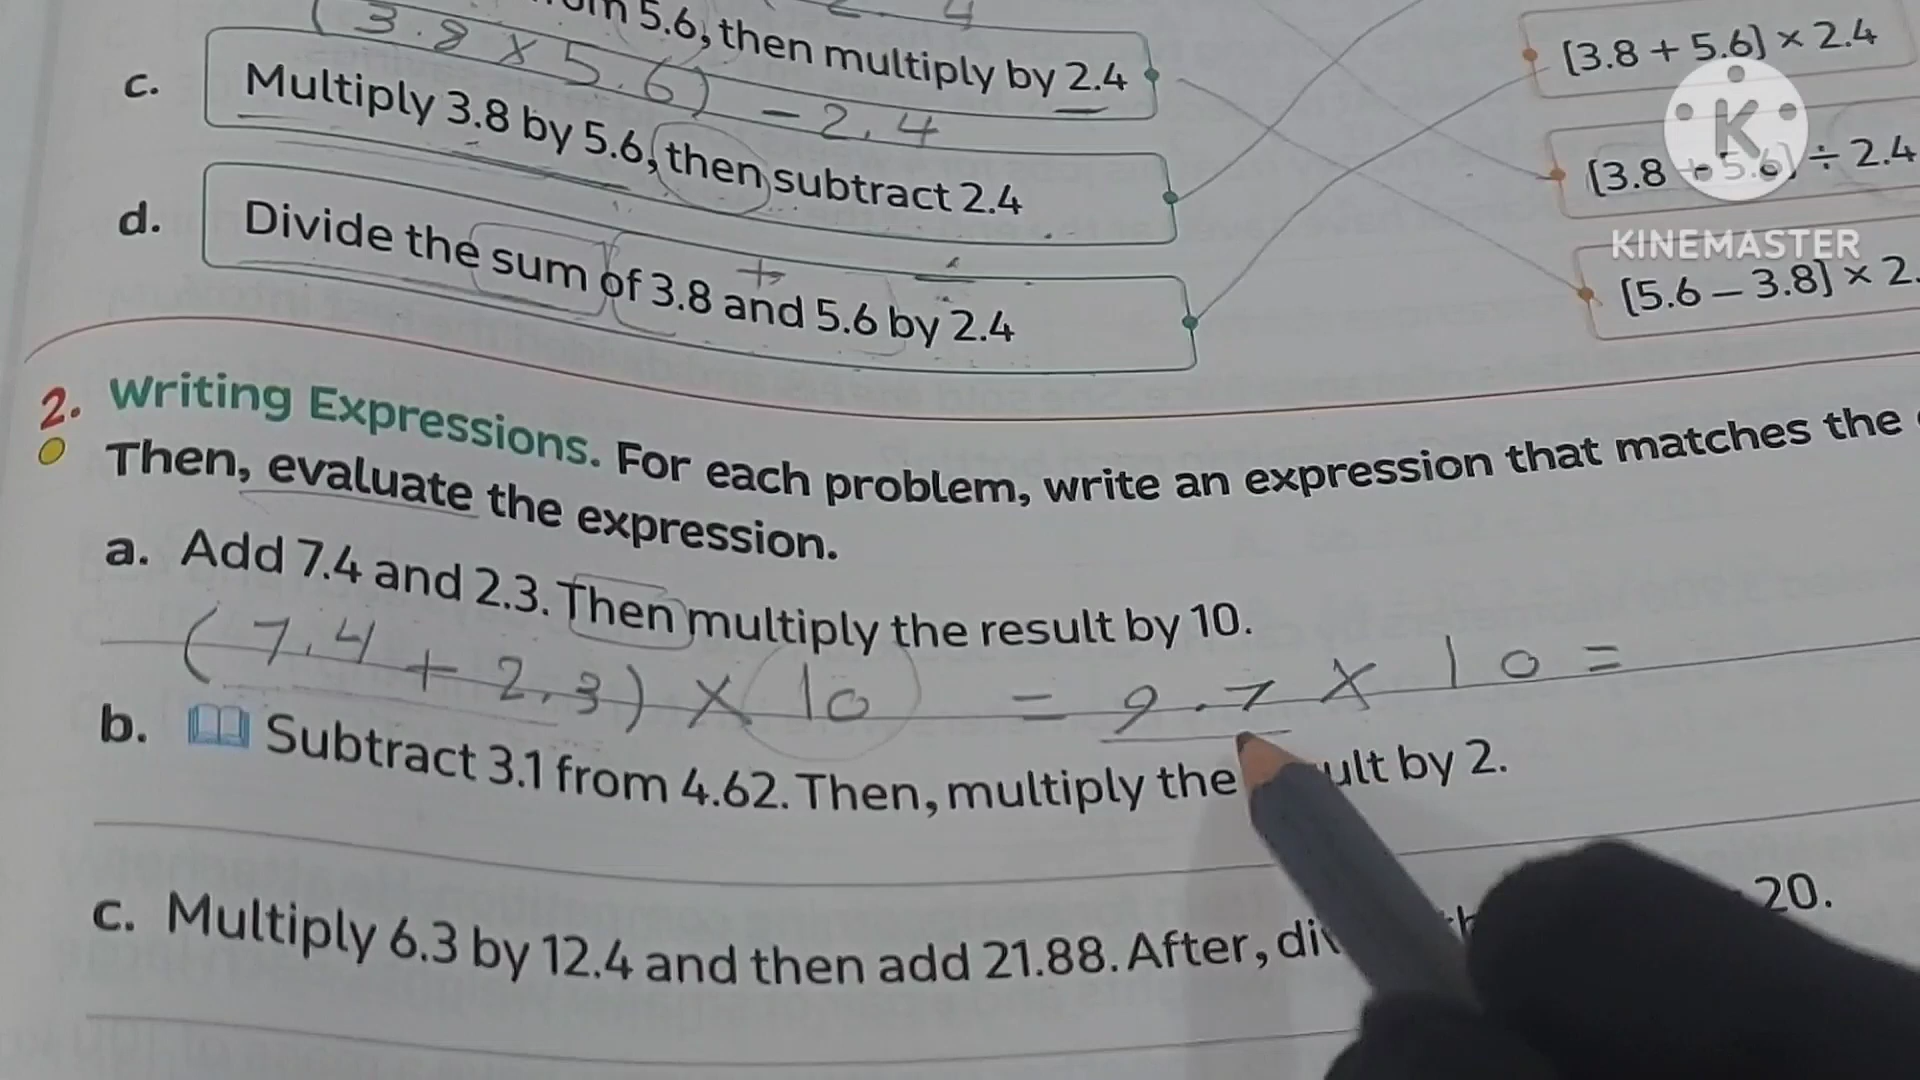 5.6, then multiply by 2.4
(3.8 × 5.6) - 2.4
c. Multiply 3.8 by 5.6, then subtract 2.4
d. Divide the sum of 3.8 and 5.6 by 2.4
+
[3.8 + 5.6] × 2.4
[3.8 + 5.6] ÷ 2.4
[5.6 – 3.8] × 2.
K
KINEMASTER
2. Writing Expressions. For each problem, write an expression that matches the
Then, evaluate the expression.
a. Add 7.4 and 2.3. Then multiply the result by 10.
(7.4 + 2.3) × 10 = 9.7 × 10 =
b. Subtract 3.1 from 4.62. Then, multiply the by 2.
c. Multiply 6.3 by 12.4 and then add 21.88. After, 20.